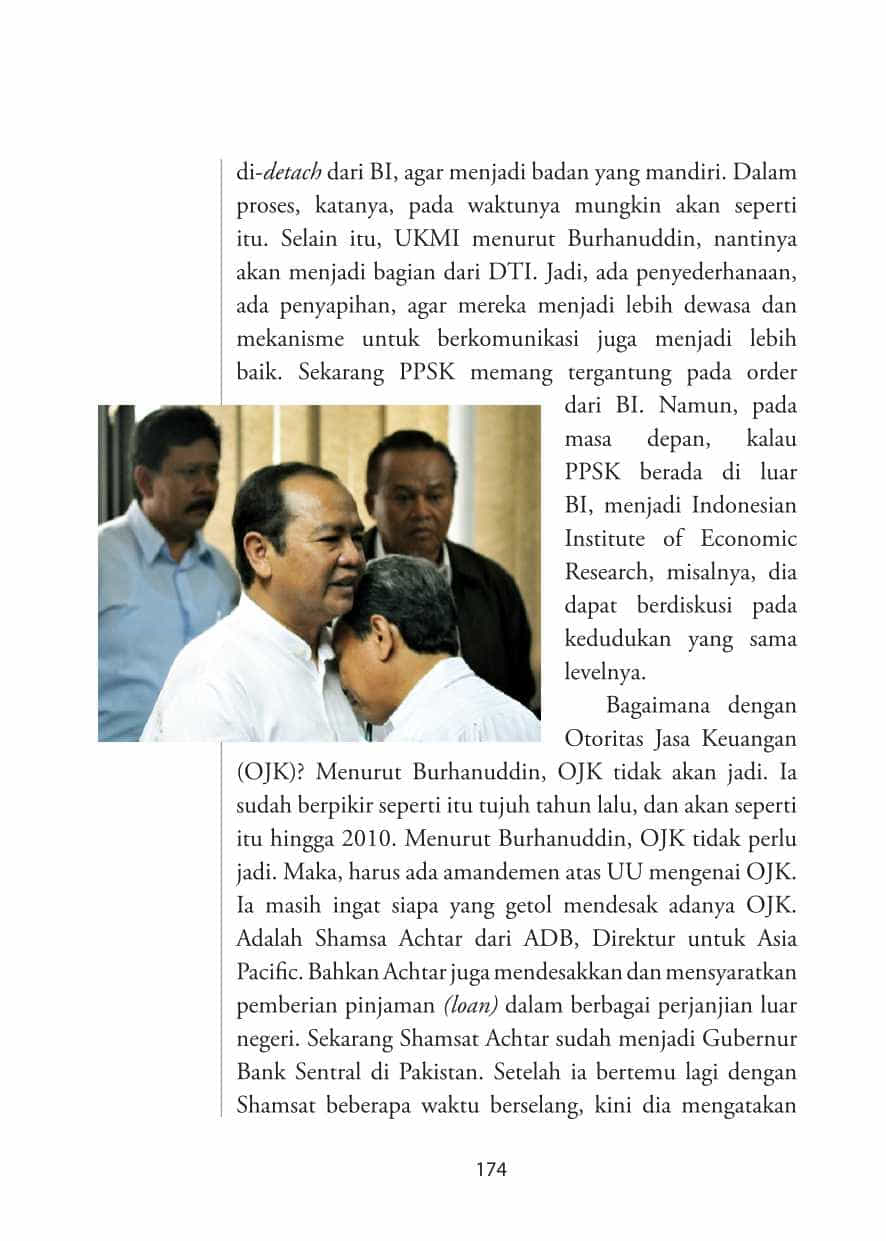 di-detach dari BI, agar menjadi badan yang mandiri. Dalam
proses, katanya, pada waktunya mungkin akan seperti
itu. Selain itu, UKMI menurut Burhanuddin, nantinya
akan menjadi bagian dari DTI. Jadi, ada penyederhanaan,
ada penyapihan, agar mereka menjadi lebih dewasa dan
mekanisme untuk berkomunikasi juga menjadi lebih
baik. Sekarang PPSK memang tergantung pada order
dari BI. Namun, pada
masa depan, kalau
PPSK berada di luar
BI, menjadi Indonesian
Institute of Economic
Research, misalnya, dia
dapat berdiskusi pada
kedudukan yang sama
levelnya.
Bagaimana dengan
Otoritas Jasa Keuangan
(OJK)? Menurut Burhanuddin, OJK tidak akan jadi. Ia
sudah berpikir seperti itu tujuh tahun lalu, dan akan seperti
itu hingga 2010. Menurut Burhanuddin, OJK tidak perlu
jadi. Maka, harus ada amandemen atas UU mengenai OJK.
Ia masih ingat siapa yang getol mendesak adanya OJK.
Adalah Shamsa Achtar dari ADB, Direktur untuk Asia
Pacific. Bahkan Achtar juga mendesakkan dan mensyaratkan
pemberian pinjaman (loan) dalam berbagai perjanjian luar
negeri. Sekarang Shamsat Achtar sudah menjadi Gubernur
Bank Sentral di Pakistan. Setelah ia bertemu lagi dengan
Shamsat beberapa waktu berselang, kini dia mengatakan
174